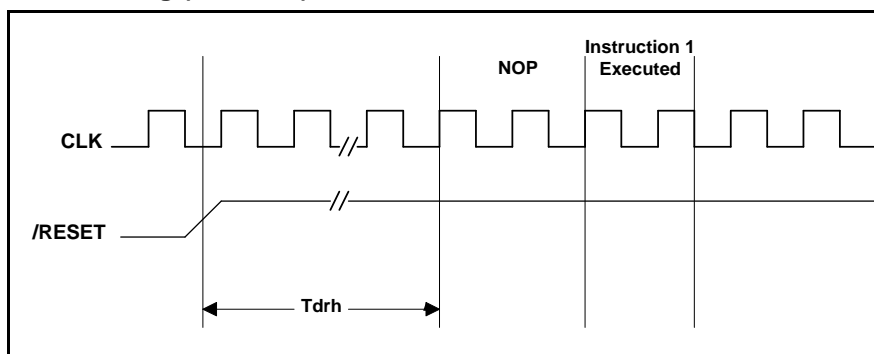 Instruction 1
NOP
Executed
CLK
/RESET
Tdrh